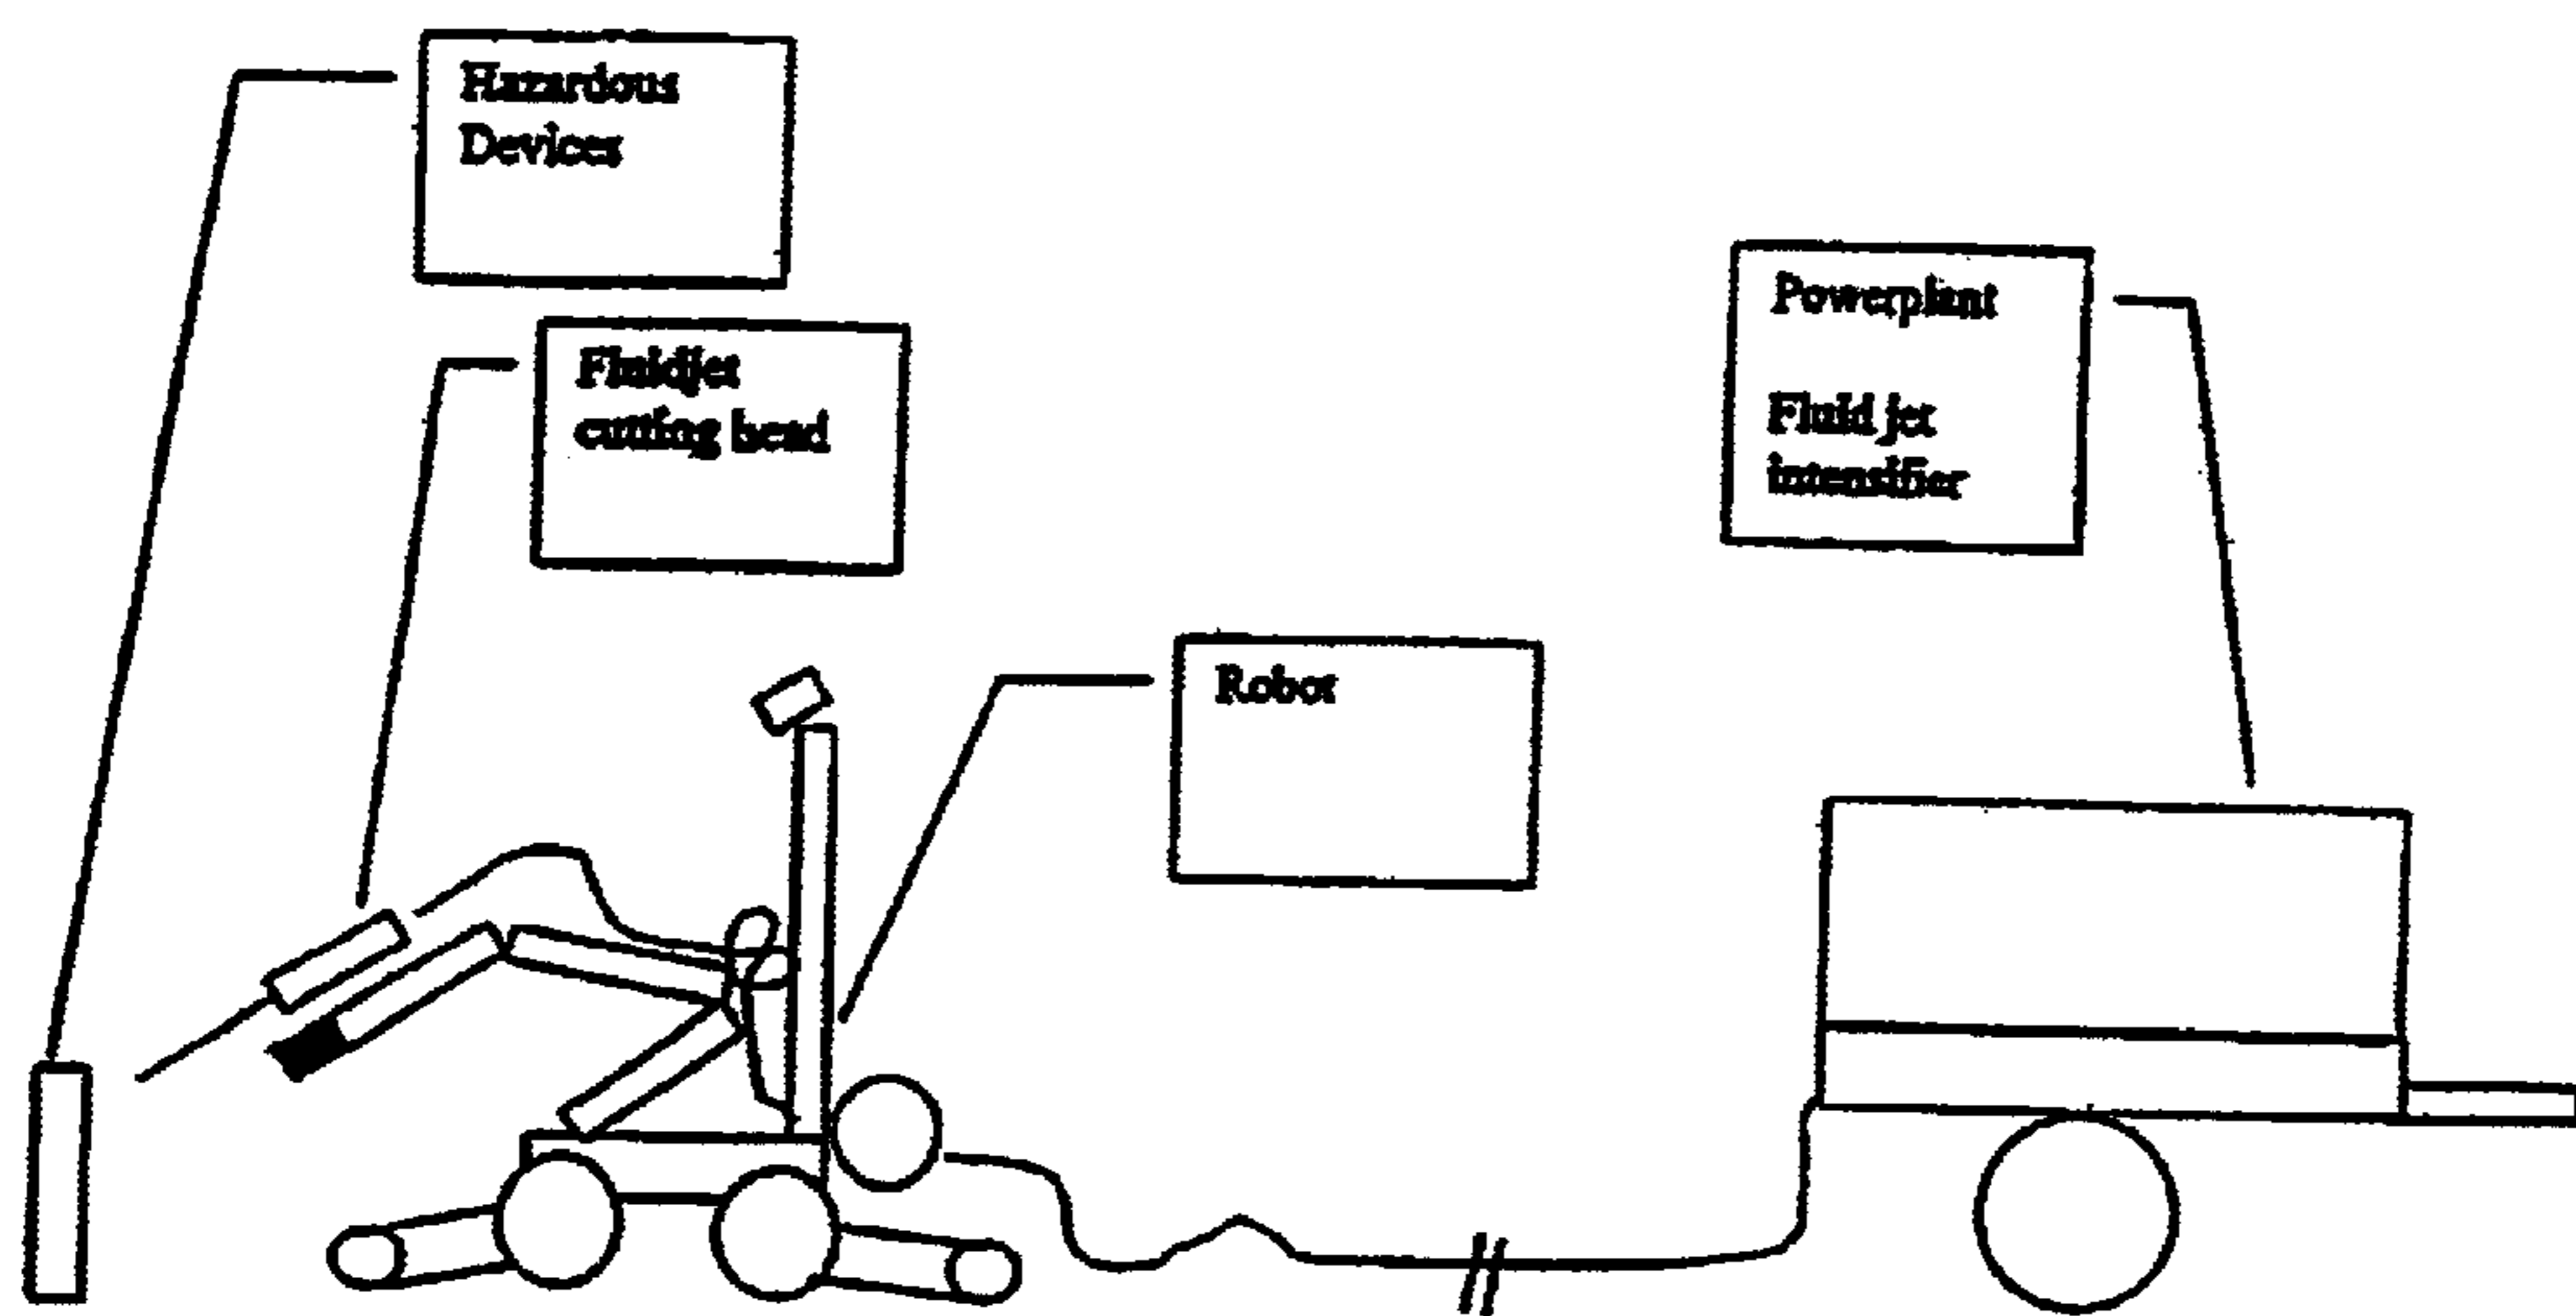 Hazardous
Devices
Fluidjet
cutting head
Powerplant
Fluid jet
intensifier
Robot